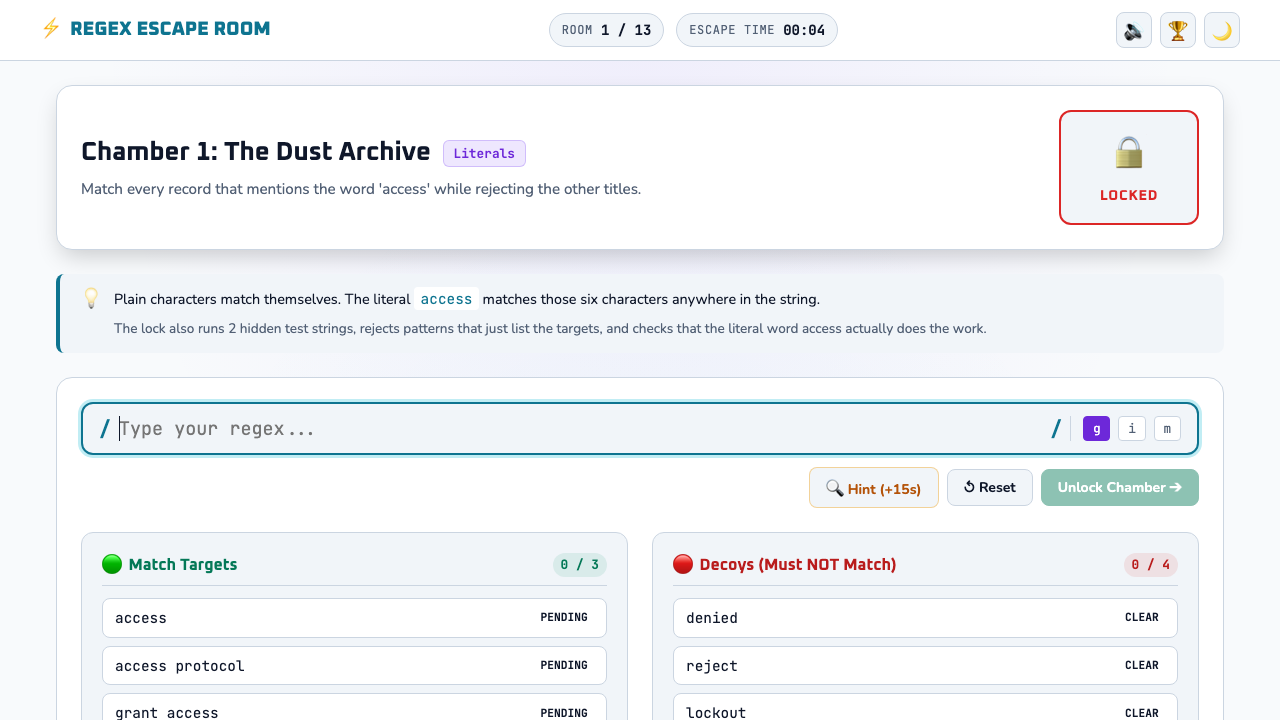 ⚡ REGEX ESCAPE ROOM
ROOM 1 / 13
ESCAPE TIME 00:04
Chamber 1: The Dust Archive Literals
Match every record that mentions the word 'access' while rejecting the other titles.
LOCKED
Plain characters match themselves. The literal access matches those six characters anywhere in the string.
The lock also runs 2 hidden test strings, rejects patterns that just list the targets, and checks that the literal word access actually does the work.
/ Type your regex... / g i m
Hint (+15s)
↺ Reset
Unlock Chamber →
Match Targets 0 / 3
access PENDING
access protocol PENDING
grant access PENDING
Decoys (Must NOT Match) 0 / 4
denied CLEAR
reject CLEAR
lockout CLEAR